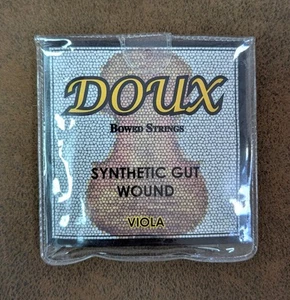 DOUX
BOWED STRINGS
SYNTHETIC GUT
WOUND
VIOLA